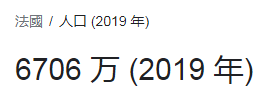 法國 / 人口 (2019 年)
6706 万 (2019 年)